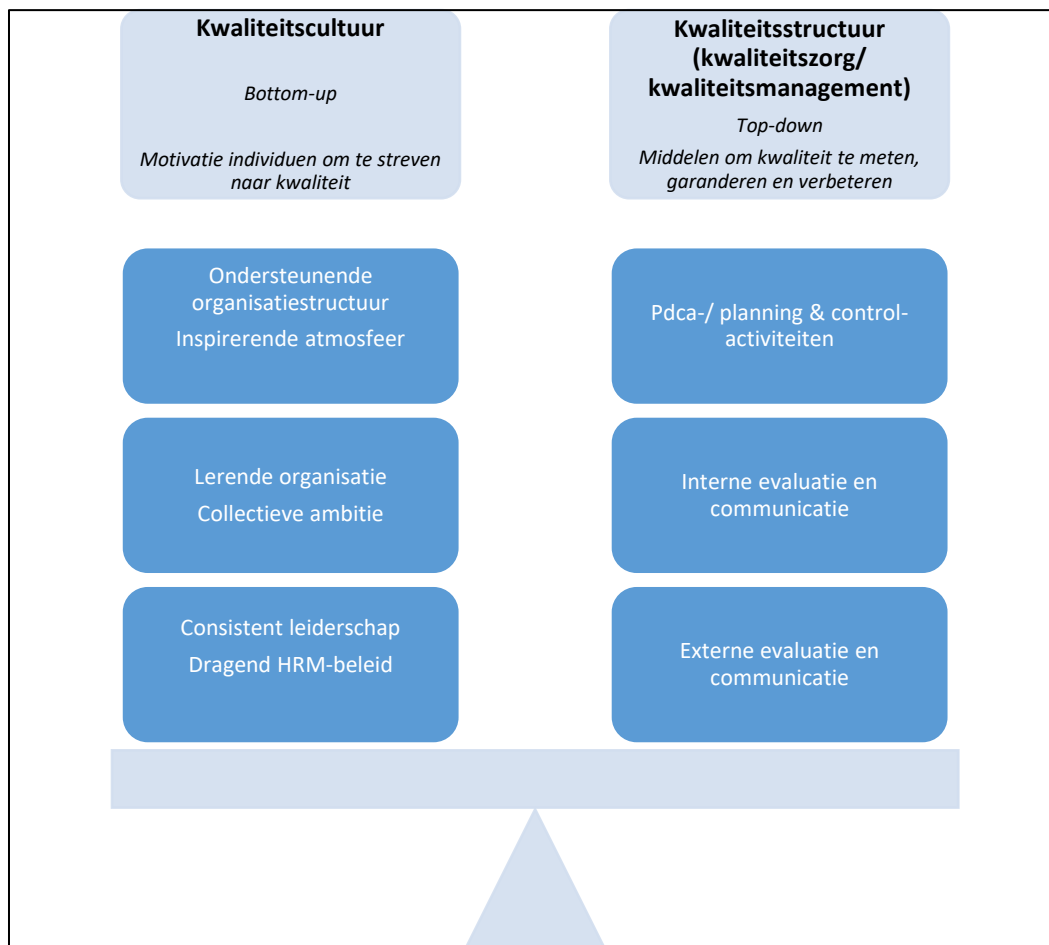 Kwaliteitscultuur
Bottom-up
Motivatie individuen om te streven
naar kwaliteit
Kwaliteitsstructuur
(kwaliteitszorg/
kwaliteitsmanagement)
Top-down
Middelen om kwaliteit te meten,
garanderen en verbeteren
Ondersteunende
organisatiestructuur
Inspirerende atmosfeer
Pdca-/ planning & control-
activiteiten
Lerende organisatie
Collectieve ambitie
Interne evaluatie en
communicatie
Consistent leiderschap
Dragend HRM-beleid
Externe evaluatie en
communicatie